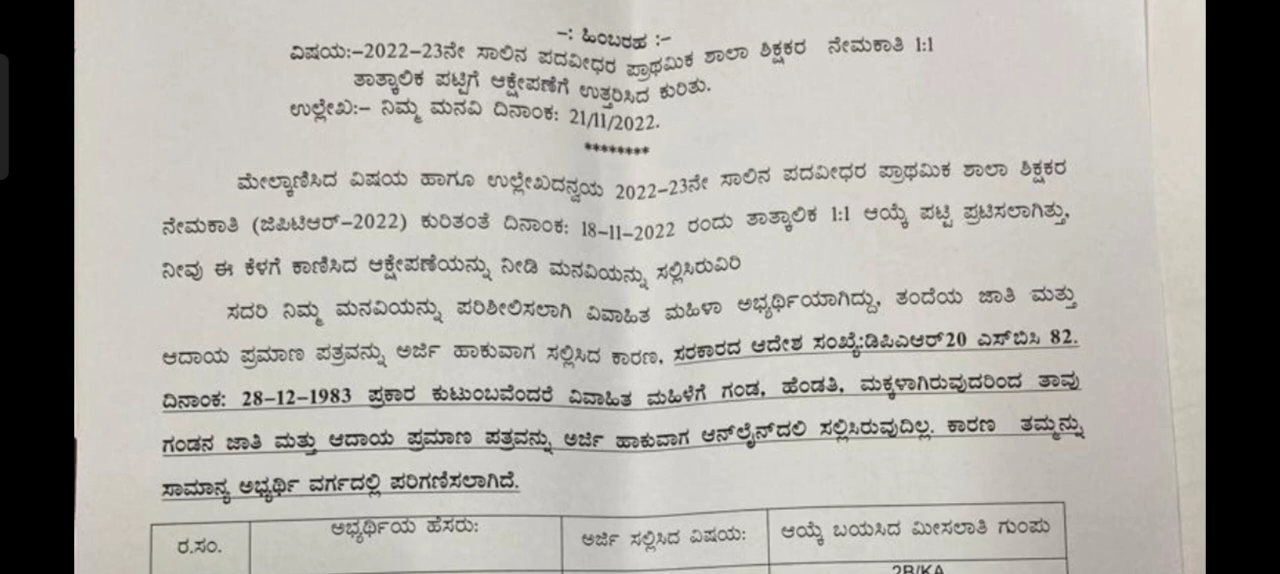 -: ಹಿಂಬರಹ :-
ವಿಷಯ:-2022-23ನೇ ಸಾಲಿನ ಪದವೀಧರ ಪ್ರಾಥಮಿಕ ಶಾಲಾ ಶಿಕ್ಷಕರ ನೇಮಕಾತಿ 1:1
ತಾತ್ಕಾಲಿಕ ಪಟ್ಟಿಗೆ ಆಕ್ಷೇಪಣೆಗೆ ಉತ್ತರಿಸಿದ ಕುರಿತು.
ಉಲ್ಲೇಖ:- ನಿಮ್ಮ ಮನವಿ ದಿನಾಂಕ: 21/11/2022.
********
ಮೇಲ್ಕಾಣಿಸಿದ ವಿಷಯ ಹಾಗೂ ಉಲ್ಲೇಖದನ್ವಯ 2022-23ನೇ ಸಾಲಿನ ಪದವೀಧರ ಪ್ರಾಥಮಿಕ ಶಾಲಾ ಶಿಕ್ಷಕರ
ನೇಮಕಾತಿ (ಜಿಪಿಟಿಆರ್-2022) ಕುರಿತಂತೆ ದಿನಾಂಕ: 18-11-2022 ರಂದು ತಾತ್ಕಾಲಿಕ 1:1 ಆಯ್ಕೆ ಪಟ್ಟಿ ಪ್ರಟಿಸಲಾಗಿತ್ತು,
ನೀವು ಈ ಕೆಳಗೆ ಕಾಣಿಸಿದ ಆಕ್ಷೇಪಣೆಯನ್ನು ನೀಡಿ ಮನವಿಯನ್ನು ಸಲ್ಲಿಸಿರುವಿರಿ
ಸದರಿ ನಿಮ್ಮ ಮನವಿಯನ್ನು ಪರಿಶೀಲಿಸಲಾಗಿ ವಿವಾಹಿತ ಮಹಿಳಾ ಅಭ್ಯರ್ಥಿಯಾಗಿದ್ದು, ತಂದೆಯ ಜಾತಿ ಮತ್ತು
ಆದಾಯ ಪ್ರಮಾಣ ಪತ್ರವನ್ನು ಅರ್ಜಿ ಹಾಕುವಾಗ ಸಲ್ಲಿಸಿದ ಕಾರಣ, ಸರಕಾರದ ಆದೇಶ ಸಂಖ್ಯೆ:ಡಿಪಿಎಆರ್20 ಎಸ್‌ಬಿಸಿ 82.
ದಿನಾಂಕ: 28-12-1983 ಪ್ರಕಾರ ಕುಟುಂಬವೆಂದರೆ ವಿವಾಹಿತ ಮಹಿಳೆಗೆ ಗಂಡ, ಹೆಂಡತಿ, ಮಕ್ಕಳಾಗಿರುವುದರಿಂದ ತಾವು
ಗಂಡನ ಜಾತಿ ಮತ್ತು ಆದಾಯ ಪ್ರಮಾಣ ಪತ್ರವನ್ನು ಅರ್ಜಿ ಹಾಕುವಾಗ ಆನ್‌ಲೈನ್‌ದಲಿ ಸಲ್ಲಿಸಿರುವುದಿಲ್ಲ. ಕಾರಣ ತಮ್ಮನ್ನು
ಸಾಮಾನ್ಯ ಅಭ್ಯರ್ಥಿ ವರ್ಗದಲ್ಲಿ ಪರಿಗಣಿಸಲಾಗಿದೆ.
ರ.ಸಂ. ಅಭ್ಯರ್ಥಿಯ ಹೆಸರು: ಅರ್ಜಿ ಸಲ್ಲಿಸಿದ ವಿಷಯ: ಆಯ್ಕೆ ಬಯಸಿದ ಮೀಸಲಾತಿ ಗುಂಪು
2B/KA